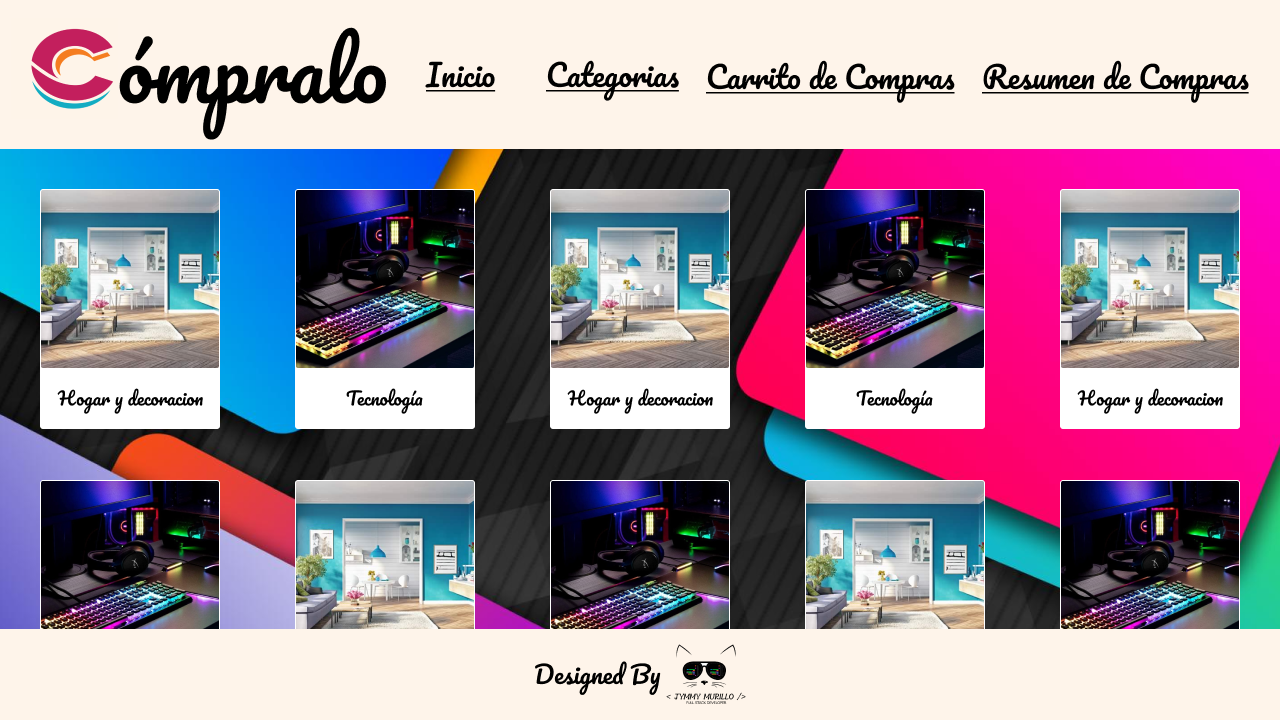 Cómpralo
Inicio
Categorias
Carrito de Compras
Resumen de Compras
Hogar y decoracion
Tecnología
Hogar y decoracion
Tecnología
Hogar y decoracion
Designed By
< JYMMY MURILLO />
FULL STACK DEVELOPER